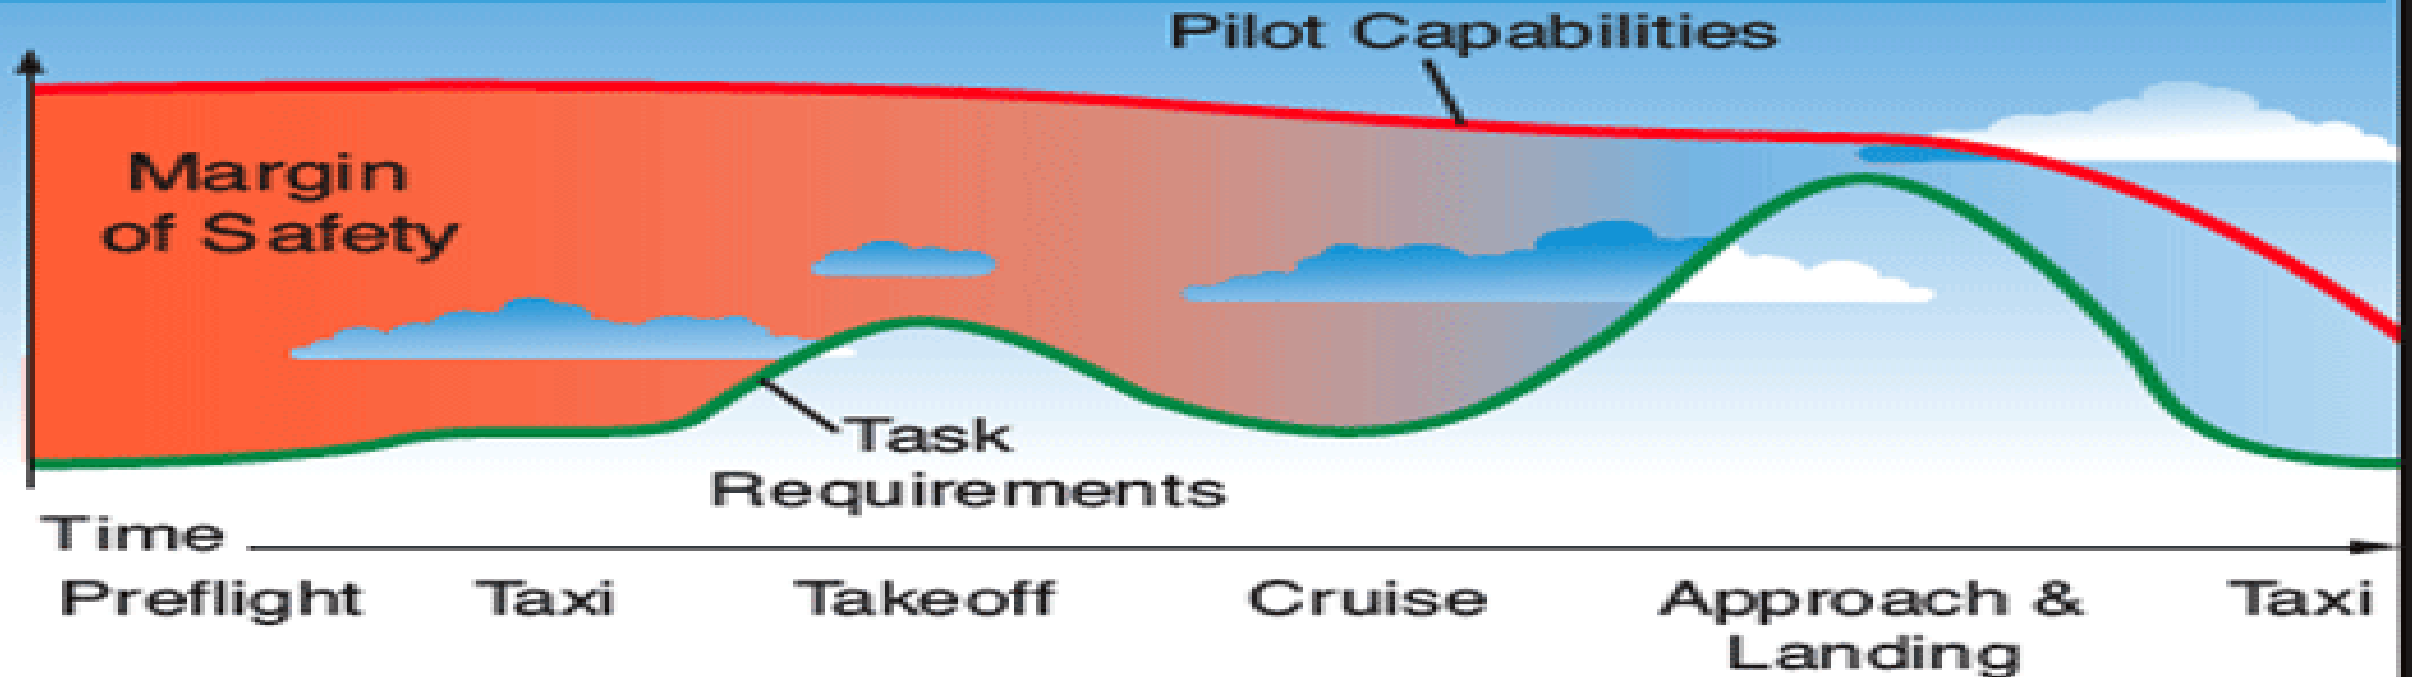 Pilot Capabilities
Margin
of Safety
Task
Requirements
Time
Preflight
Taxi
Takeoff
Cruise
Approach &
Landing
Taxi